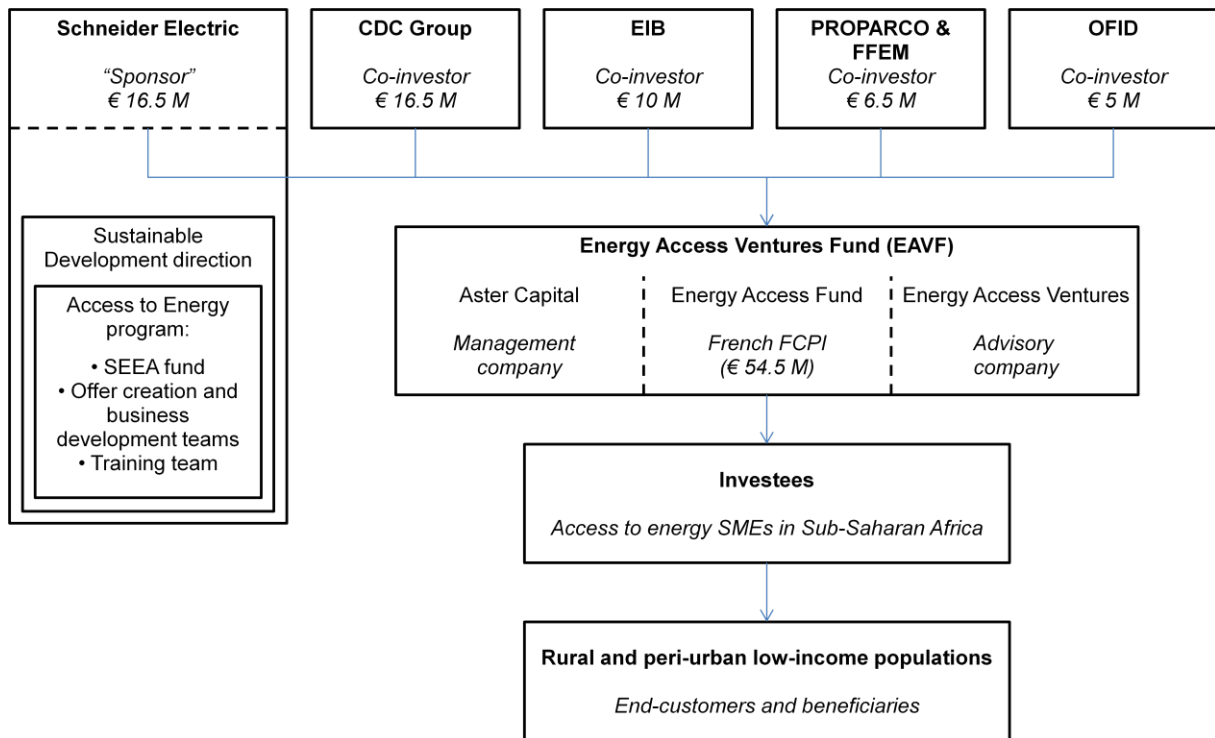 Schneider Electric
“Sponsor”
€ 16.5 M
CDC Group
Co-investor
€ 16.5 M
EIB
Co-investor
€ 10 M
PROPARCO &
FFEM
Co-investor
€ 6.5 M
OFID
Co-investor
€ 5 M
Sustainable
Development direction
Access to Energy
program:
• SEEA fund
• Offer creation and
business
development teams
• Training team
Energy Access Ventures Fund (EAVF)
Aster Capital
Management
company
Energy Access Fund
French FCPI
(€ 54.5 M)
Energy Access Ventures
Advisory
company
Investees
Access to energy SMEs in Sub-Saharan Africa
Rural and peri-urban low-income populations
End-customers and beneficiaries